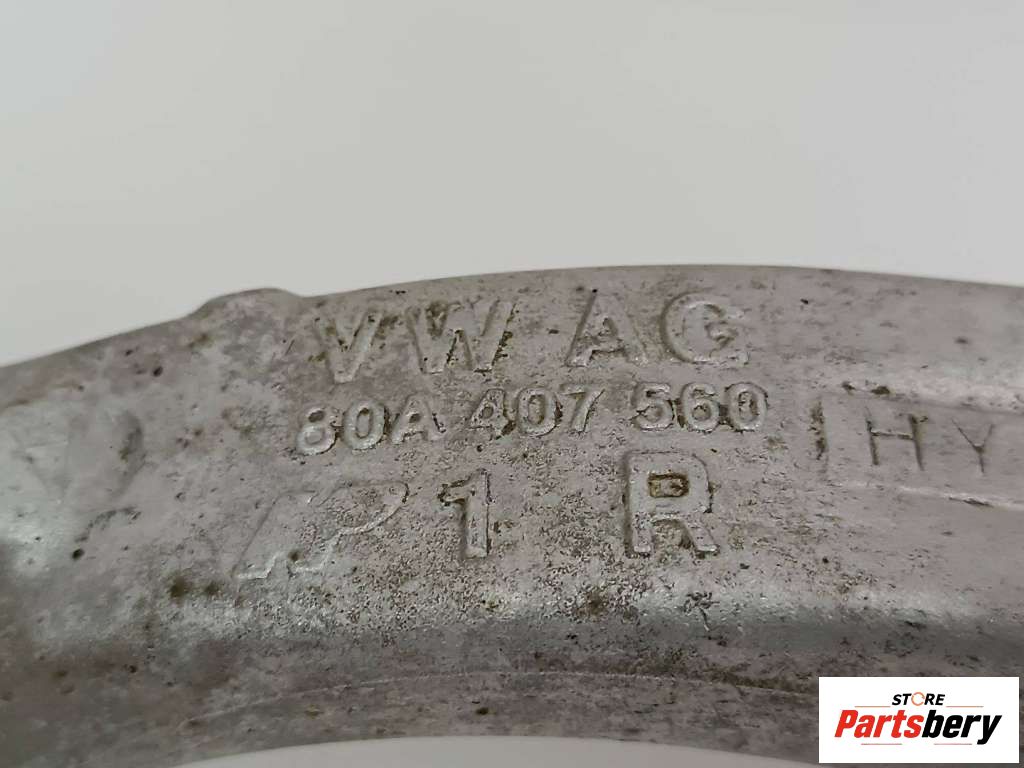 VW AG
80A 407 560
HY
1 R
STORE
Partsbery